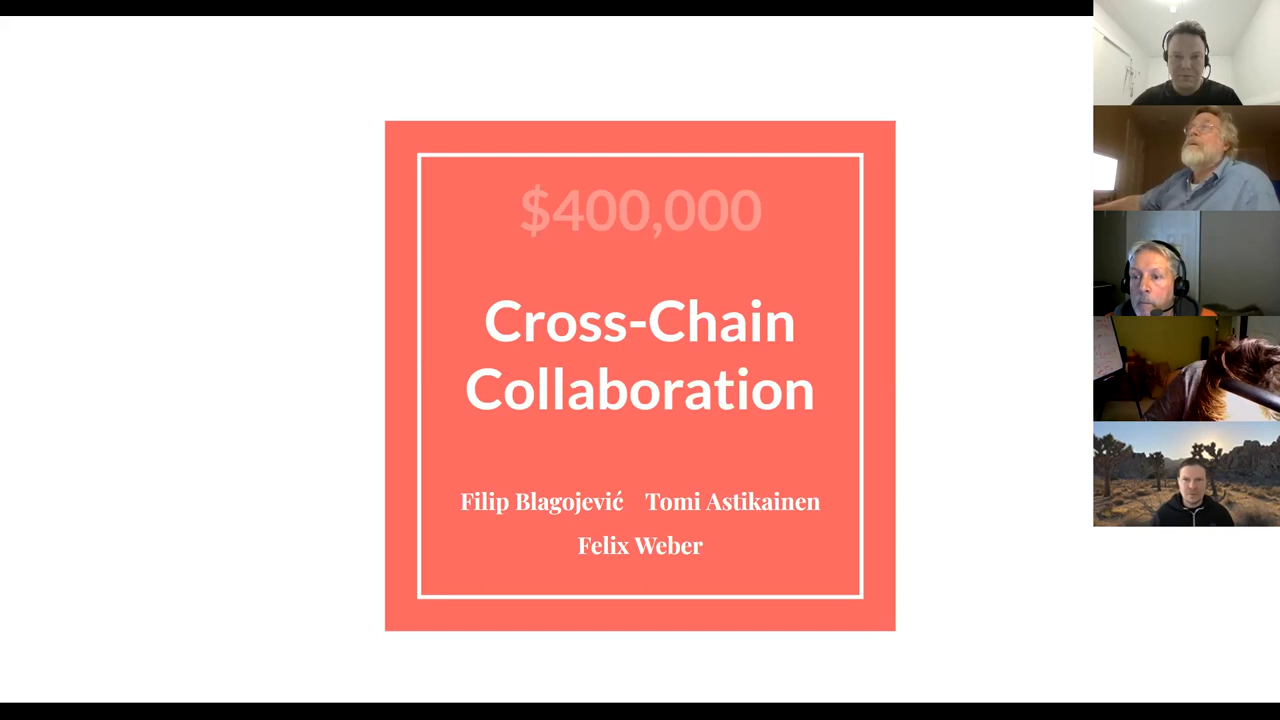 $400,000
Cross-Chain
Collaboration
Filip Blagojević Tomi Astikainen
Felix Weber